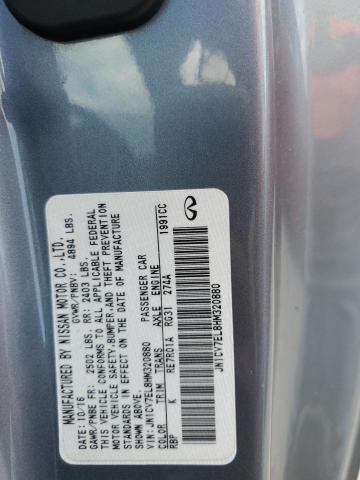 MANUFACTURED BY NISSAN MOTOR CO.,LTD.
DATE: 10/16 GVWR/PNBV: 4894 LBS.
GAWR/PNBE FR: 2502 LBS. RR: 2403 LBS.
THIS VEHICLE CONFORMS TO ALL APPLICABLE FEDERAL
MOTOR VEHICLE SAFETY,BUMPER,AND THEFT PREVENTION
STANDARDS IN EFFECT ON THE DATE OF MANUFACTURE
SHOWN ABOVE.
VIN: JN1CV7EL8HM320880 PASSENGER CAR
COLOR TRIM TRANS AXLE ENGINE
RBP K RE7R01A RG31 274A 1991CC
JN1CV7EL8HM320880